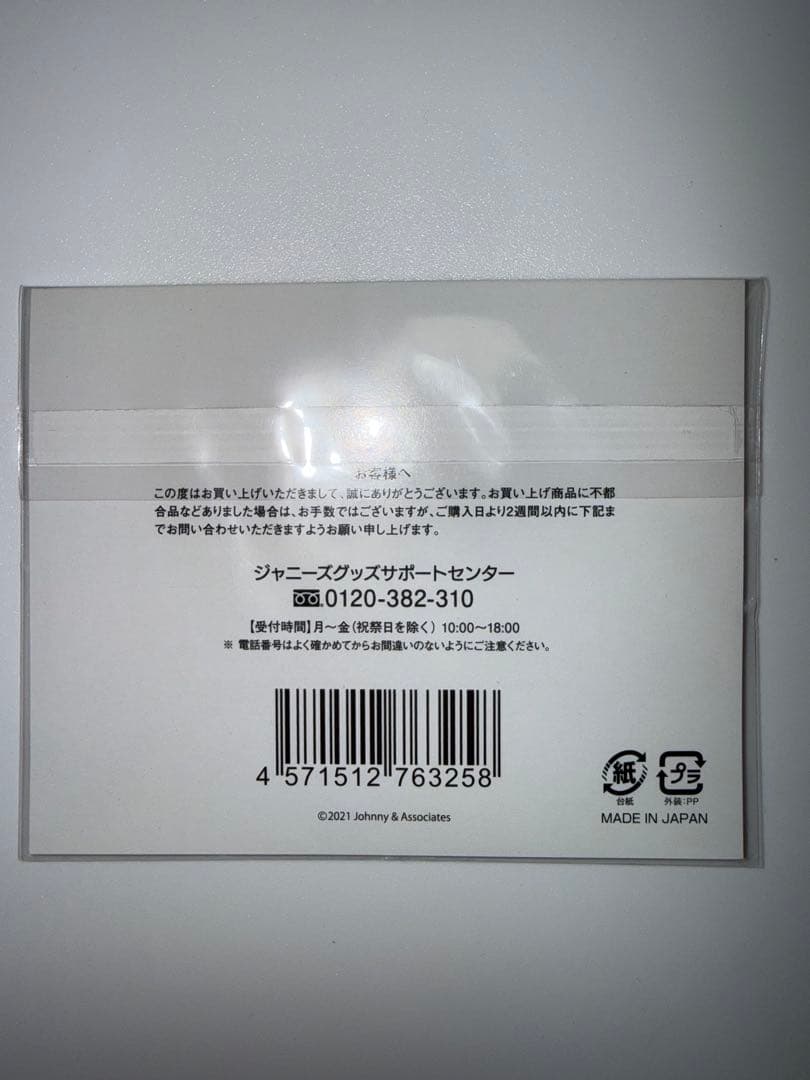 お客様へ
この度はお買い上げいただきまして、誠にありがとうございます。お買い上げ商品に不都
合品などありました場合は、お手数ではございますが、ご購入日より2週間以内に下記ま
でお問い合わせいただきますようお願い申し上げます。
ジャニーズグッズサポートセンター
0120-382-310
【受付時間】月〜金(祝祭日を除く) 10:00〜18:00
※ 電話番号はよく確かめてからお間違いのないようにご注意ください。
4 571512 763258
©2021 Johnny & Associates
紙 プラ
台紙 外装:PP
MADE IN JAPAN